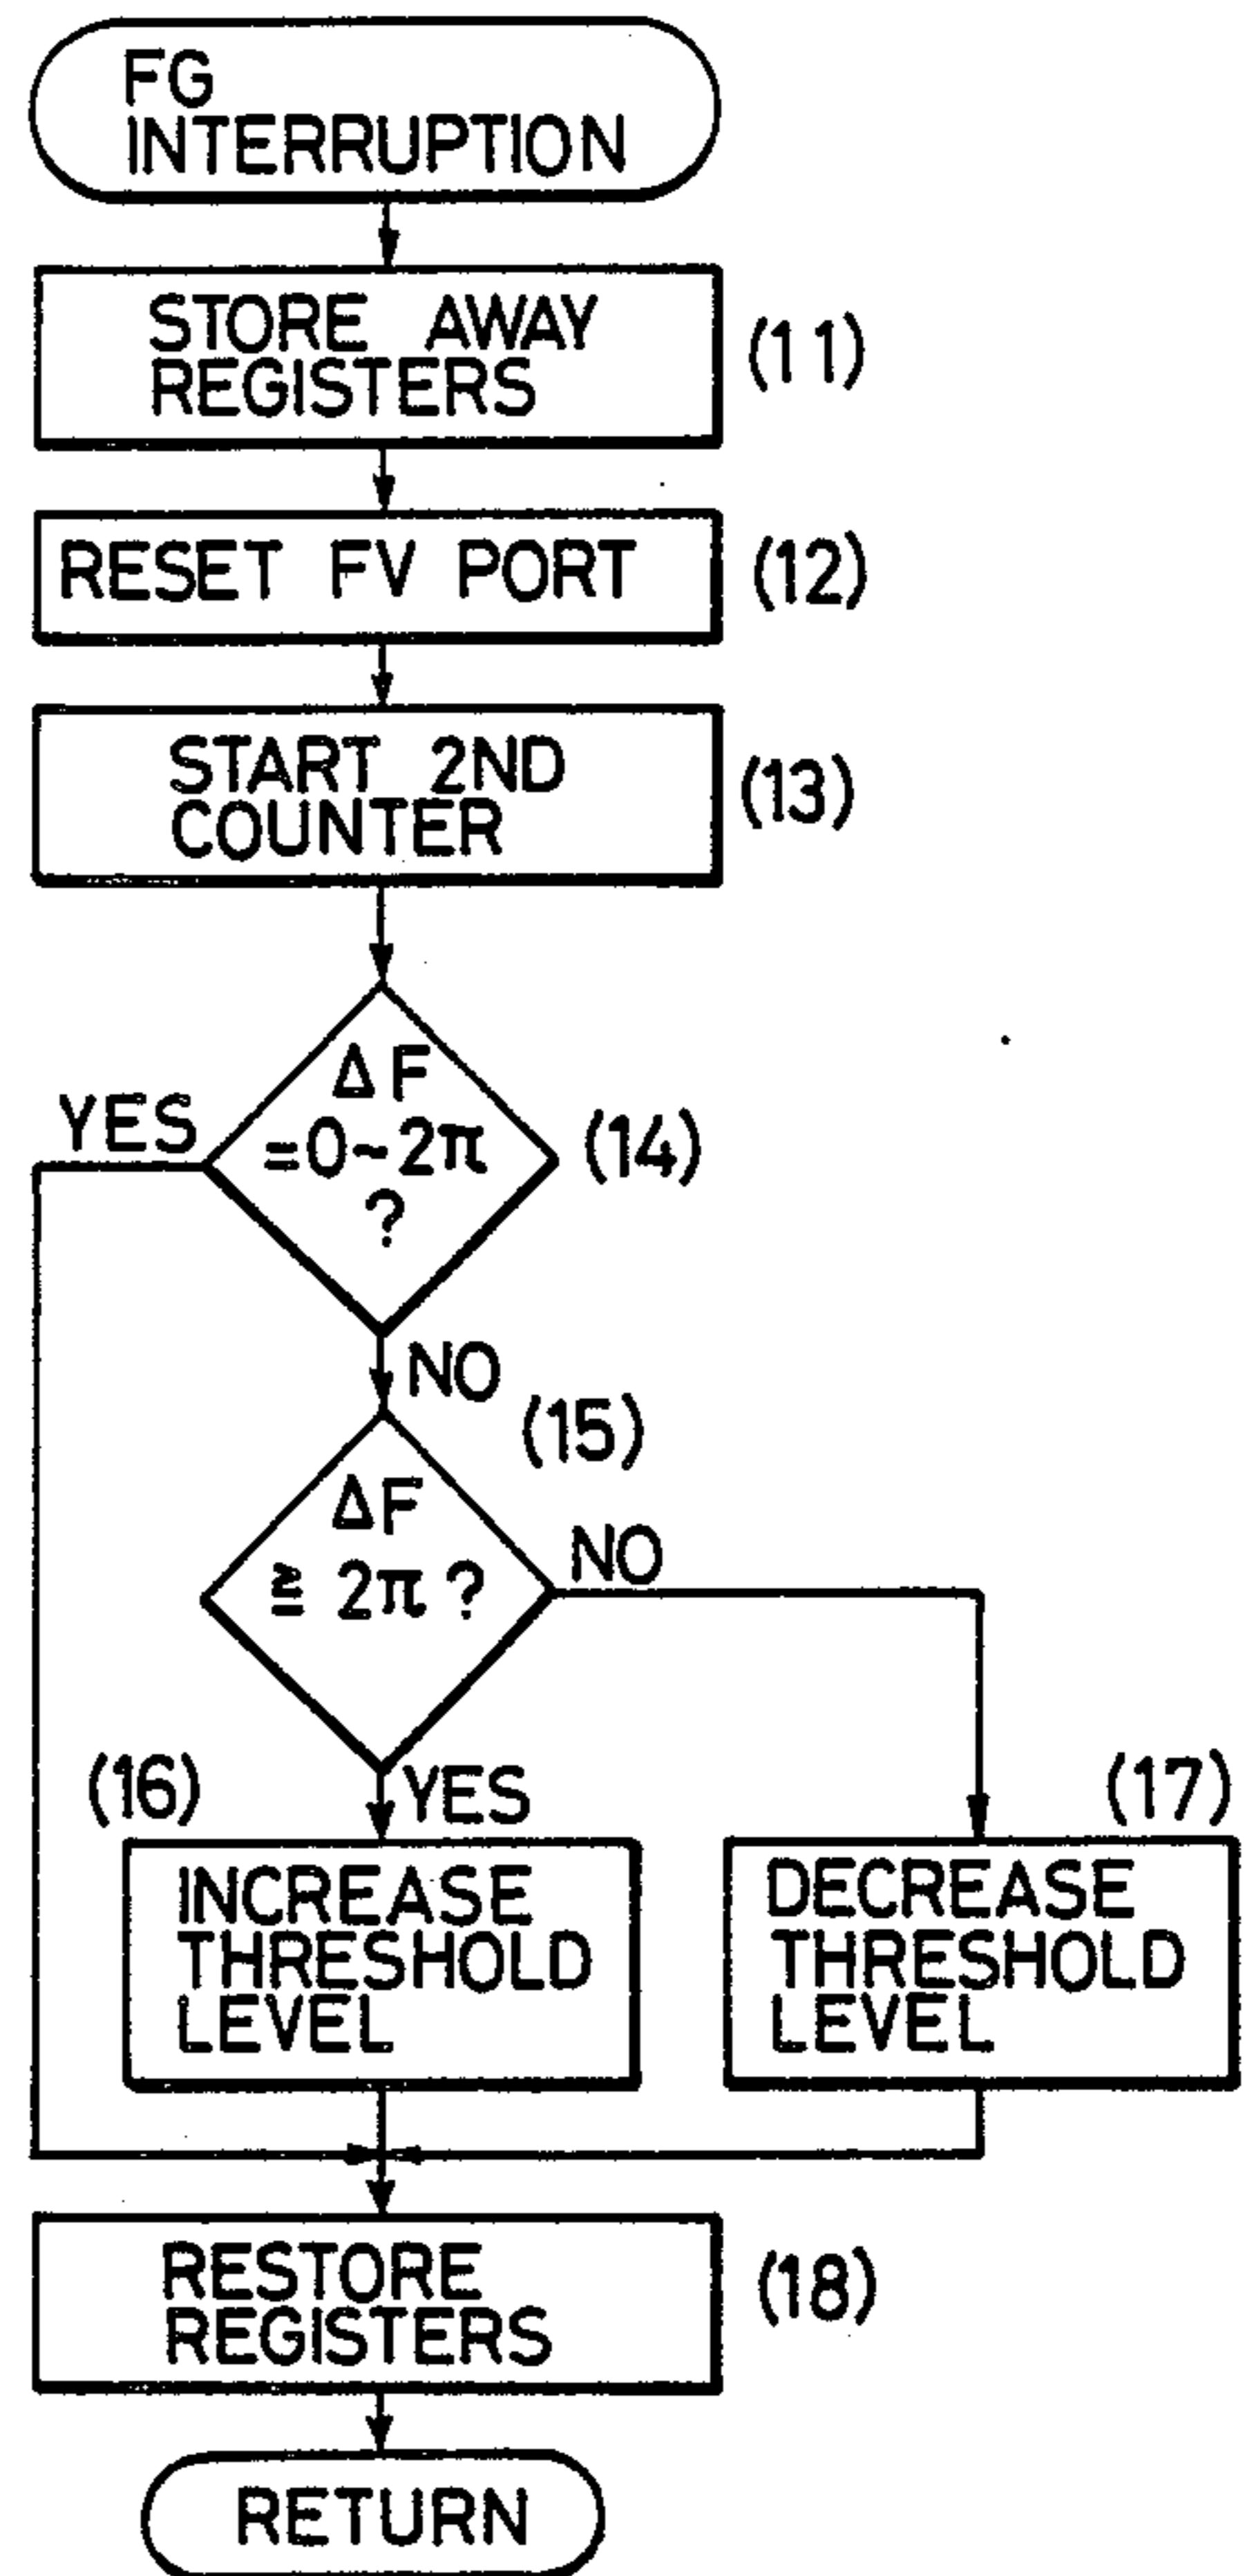 FG
INTERRUPTION
STORE AWAY
REGISTERS
(11)
RESET FV PORT
(12)
START 2ND
COUNTER
(13)
ΔF
=0~2π
?
(14)
YES
NO
(15)
ΔF
≧ 2π ?
NO
(16)
YES
(17)
INCREASE
THRESHOLD
LEVEL
DECREASE
THRESHOLD
LEVEL
RESTORE
REGISTERS
(18)
RETURN